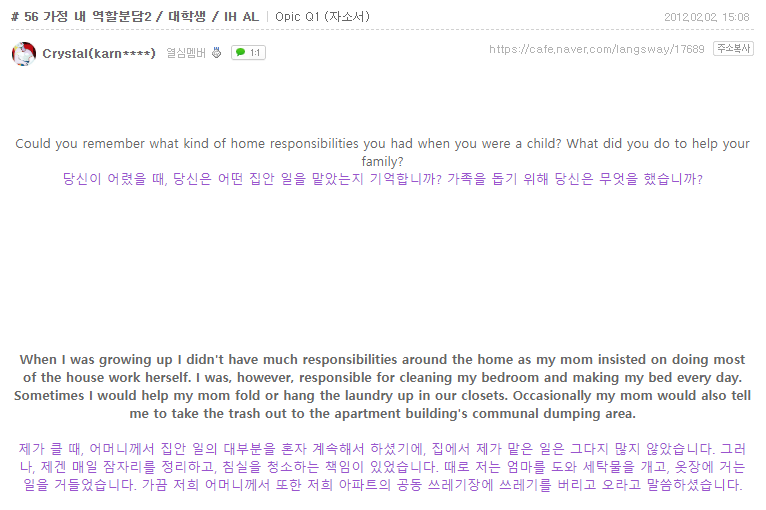 # 56 가정 내 역할분담2 / 대학생 / IH AL | Opic Q1 (자소서)
2012.02.02. 15:08
Crystal(karn****) 열심멤버 1:1
https://cafe.naver.com/langsway/17689 주소복사
Could you remember what kind of home responsibilities you had when you were a child? What did you do to help your
family?
당신이 어렸을 때, 당신은 어떤 집안 일을 맡았는지 기억합니까? 가족을 돕기 위해 당신은 무엇을 했습니까?
When I was growing up I didn't have much responsibilities around the home as my mom insisted on doing most
of the house work herself. I was, however, responsible for cleaning my bedroom and making my bed every day.
Sometimes I would help my mom fold or hang the laundry up in our closets. Occasionally my mom would also tell
me to take the trash out to the apartment building's communal dumping area.
제가 클 때, 어머니께서 집안 일의 대부분을 혼자 계속해서 하셨기에, 집에서 제가 맡은 일은 그다지 많지 않았습니다. 그러
나, 제겐 매일 잠자리를 정리하고, 침실을 청소하는 책임이 있었습니다. 때로 저는 엄마를 도와 세탁물을 개고, 옷장에 거는
일을 거들었습니다. 가끔 저희 어머니께서 또한 저희 아파트의 공동 쓰레기장에 쓰레기를 버리고 오라고 말씀하셨습니다.